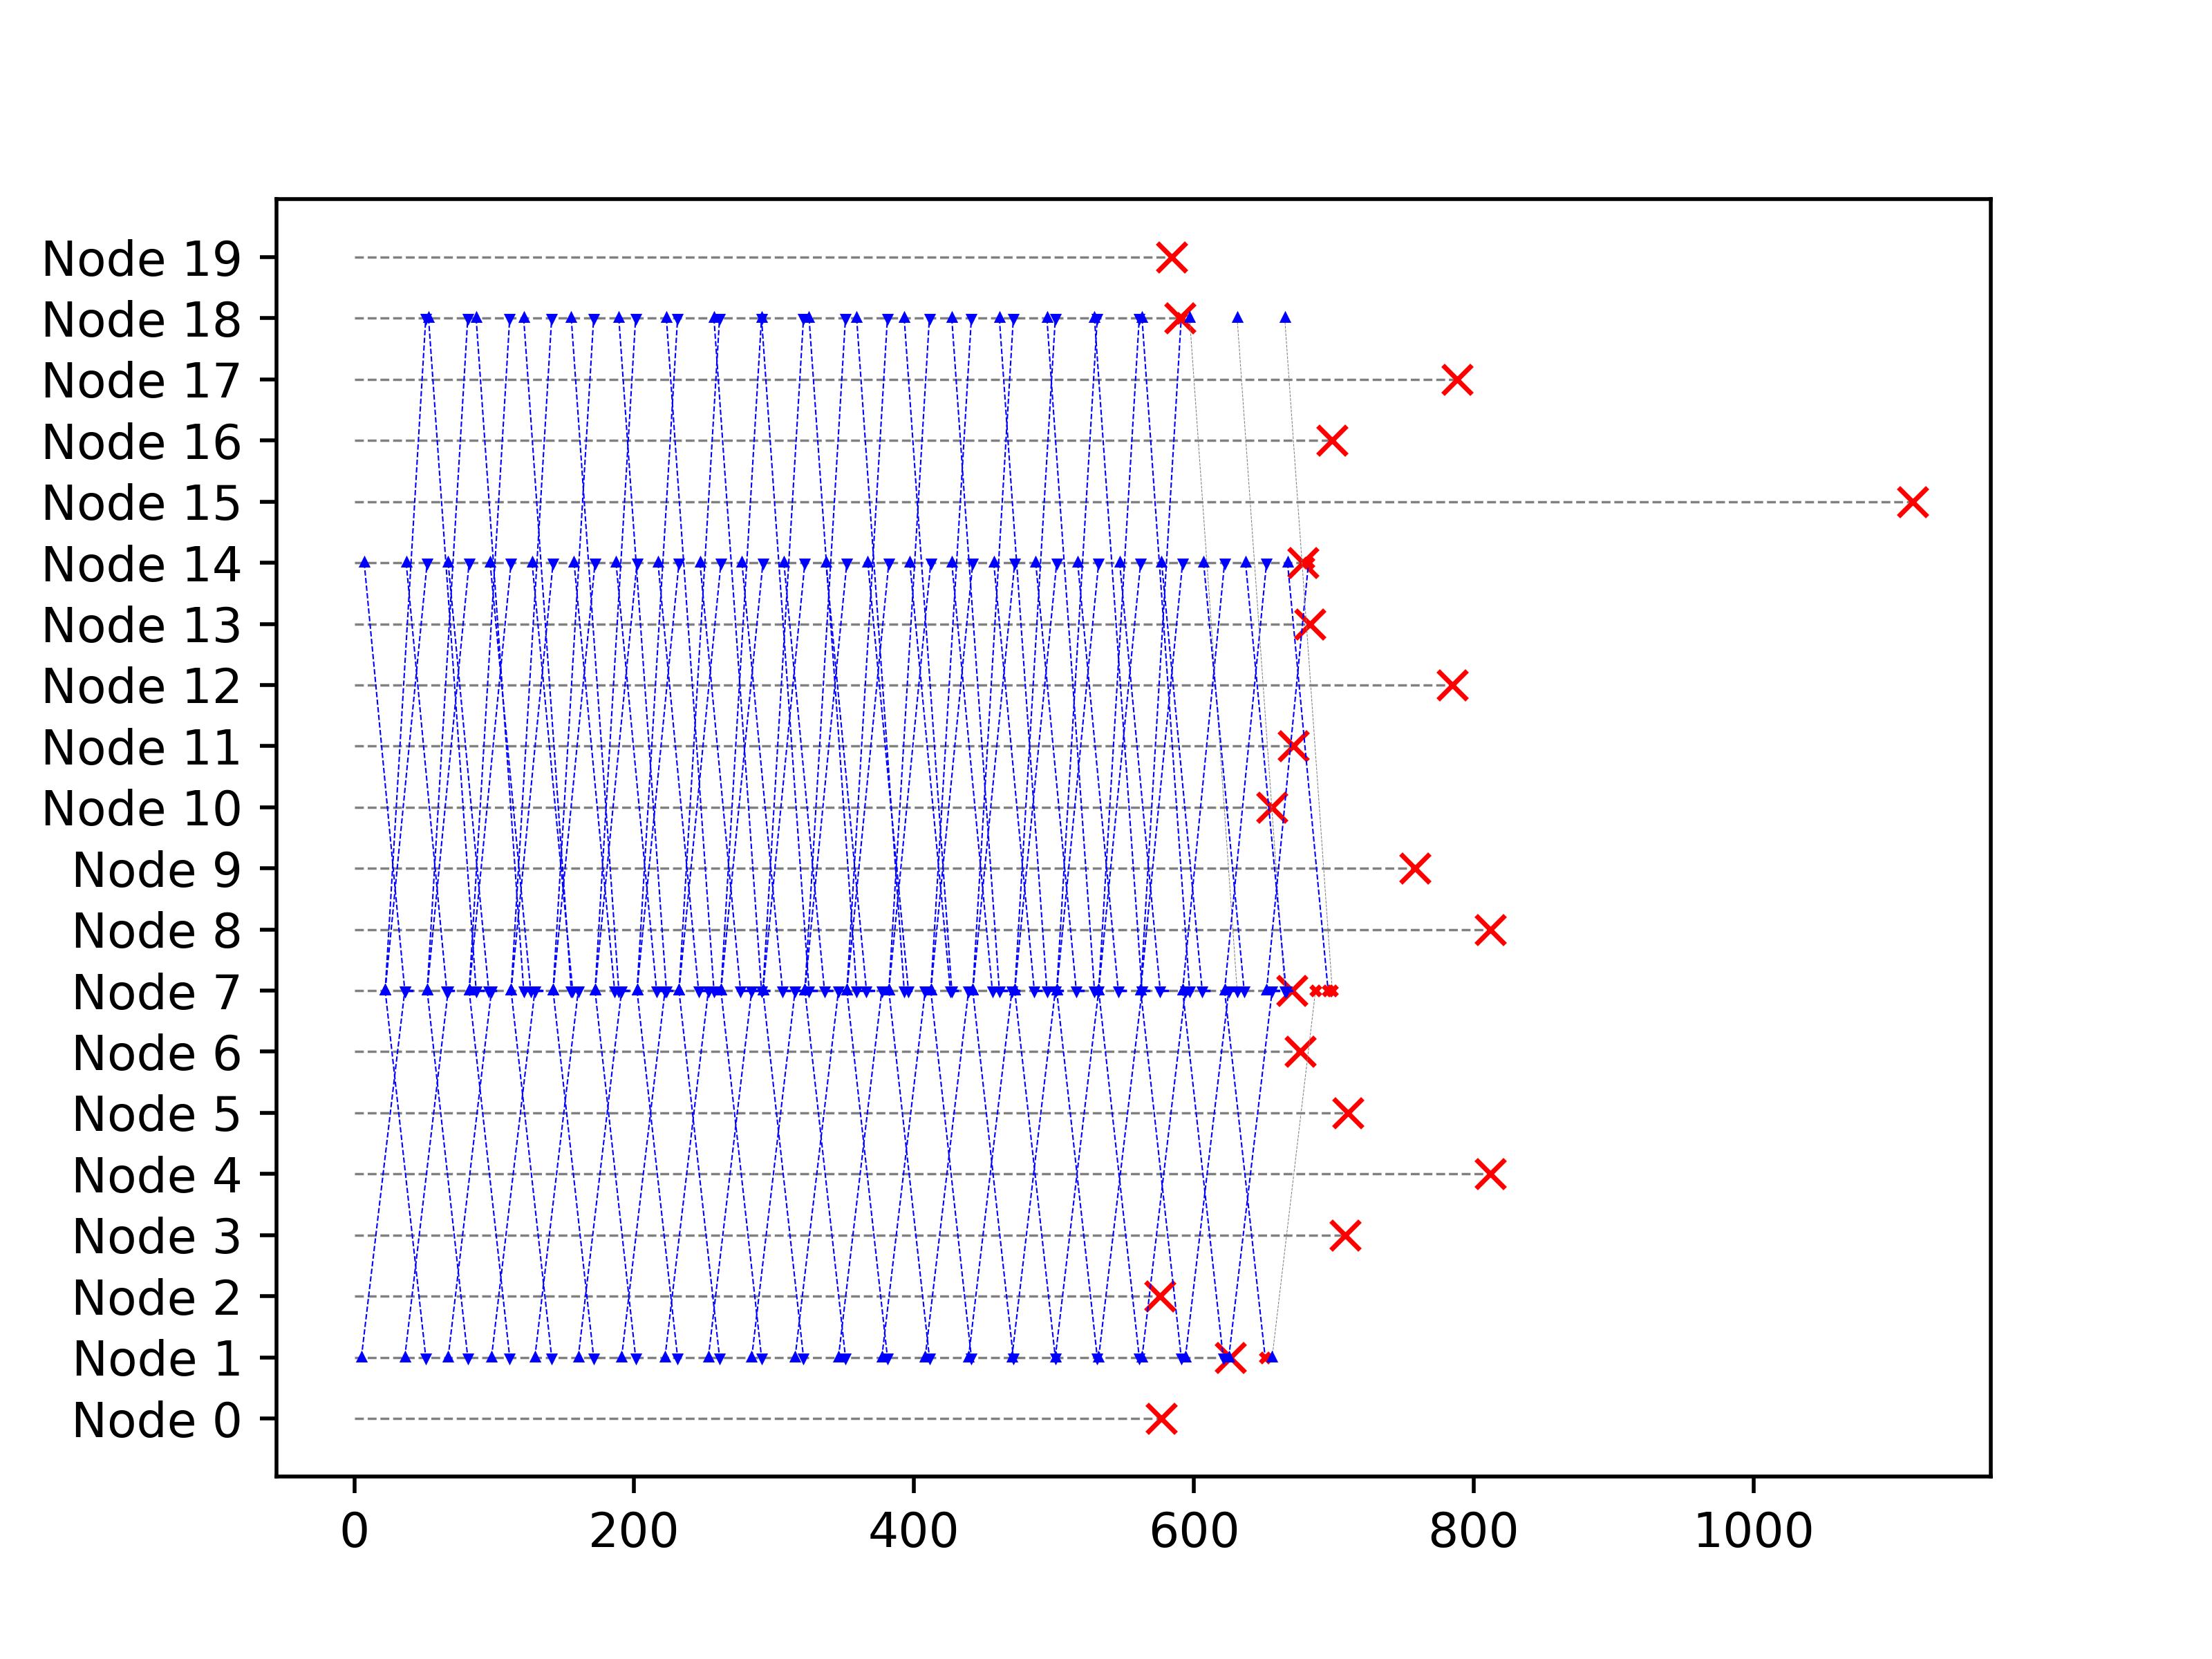 Node 19
Node 18
Node 17
Node 16
Node 15
Node 14
Node 13
Node 12
Node 11
Node 10
Node 9
Node 8
Node 7
Node 6
Node 5
Node 4
Node 3
Node 2
Node 1
Node 0
0 200 400 600 800 1000